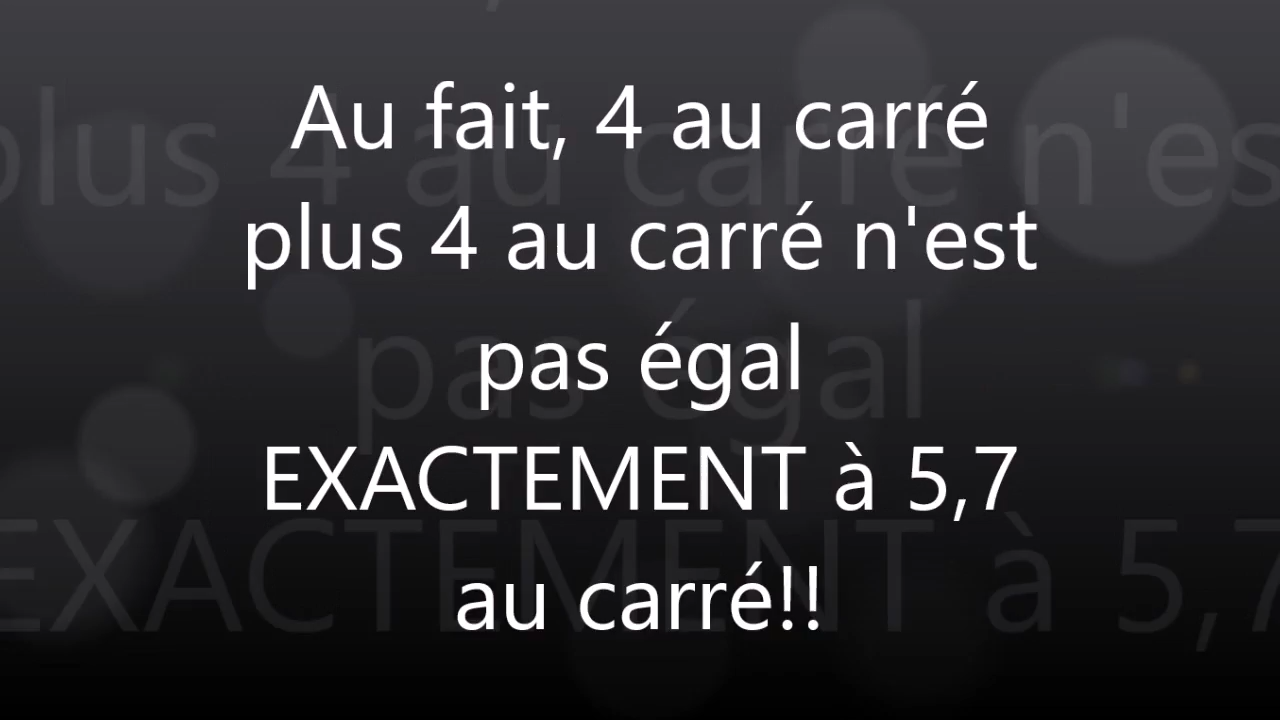 Au fait, 4 au carré
plus 4 au carré n'est
pas égal
EXACTEMENT à 5,7
au carré!!